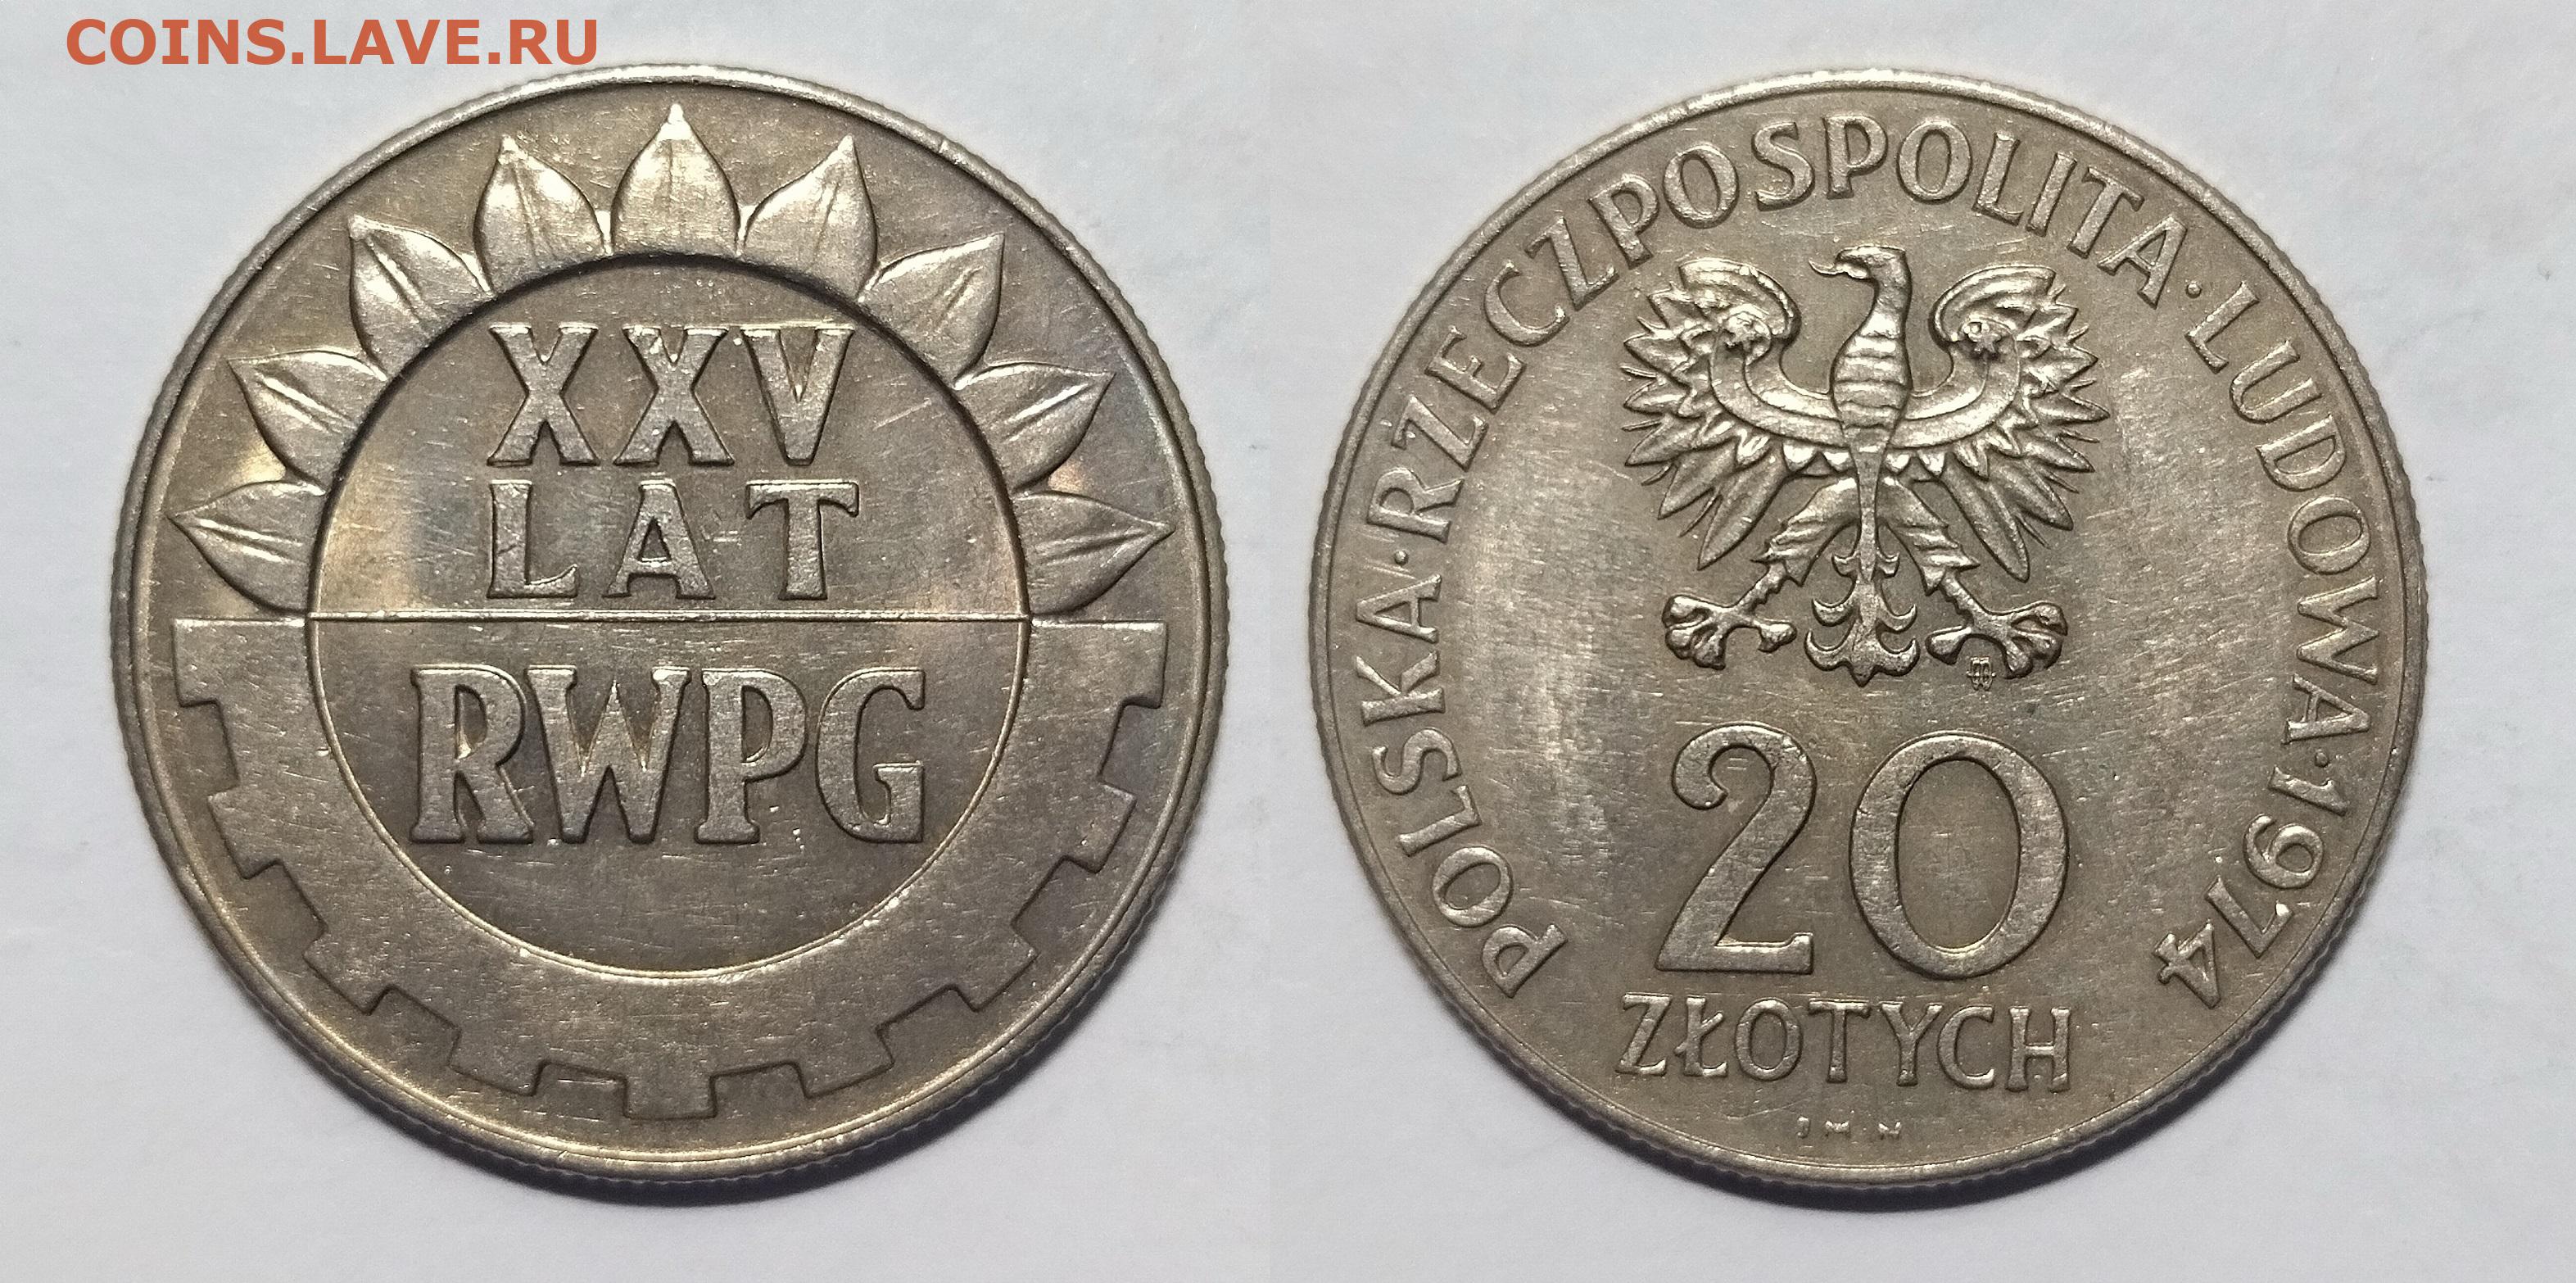 COINS.LAVE.RU
XXV
LAT
RWPG
POLSKA·RZECZPOSPOLITA·LUDOWA·1974
20
ZŁOTYCH